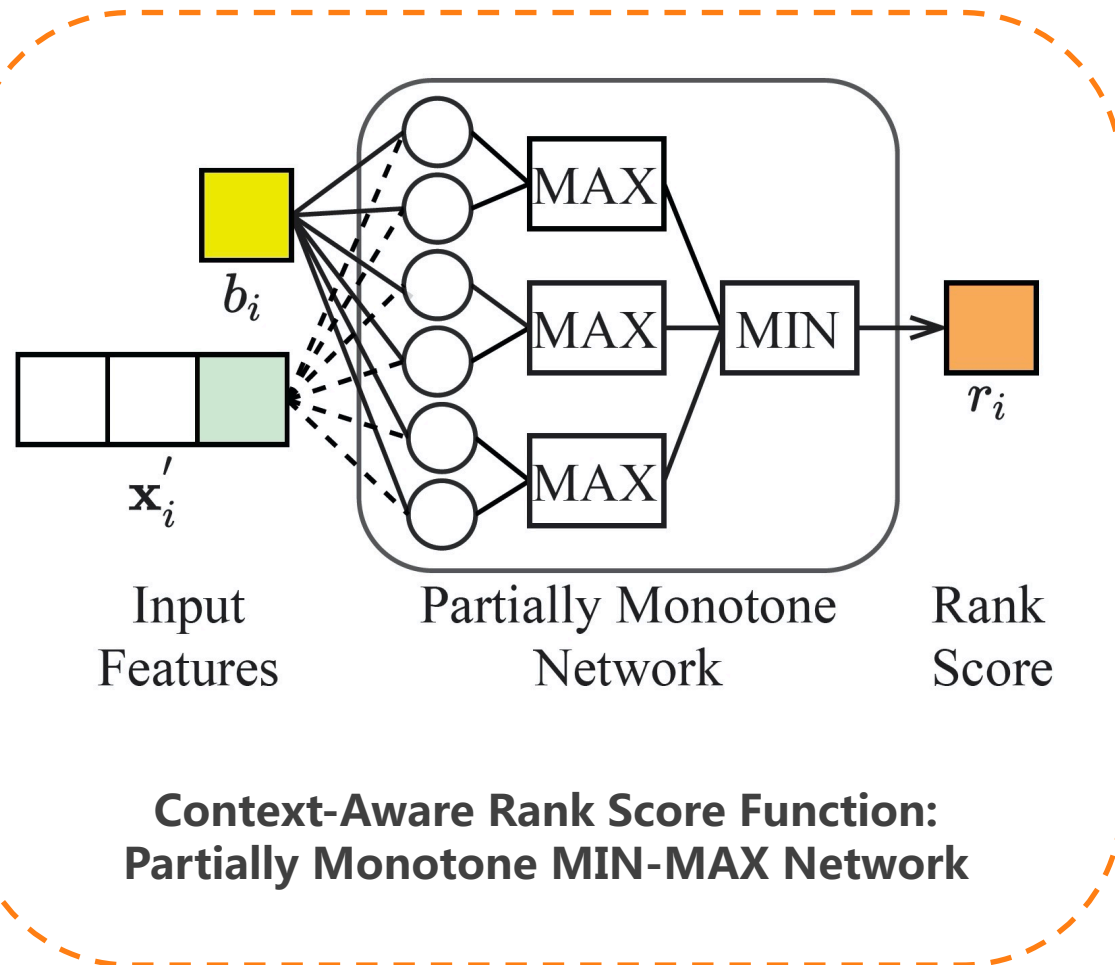 MAX
b_i
MAX
MIN
r_i
x_i'
MAX
Input
Features
Partially Monotone
Network
Rank
Score
Context-Aware Rank Score Function:
Partially Monotone MIN-MAX Network